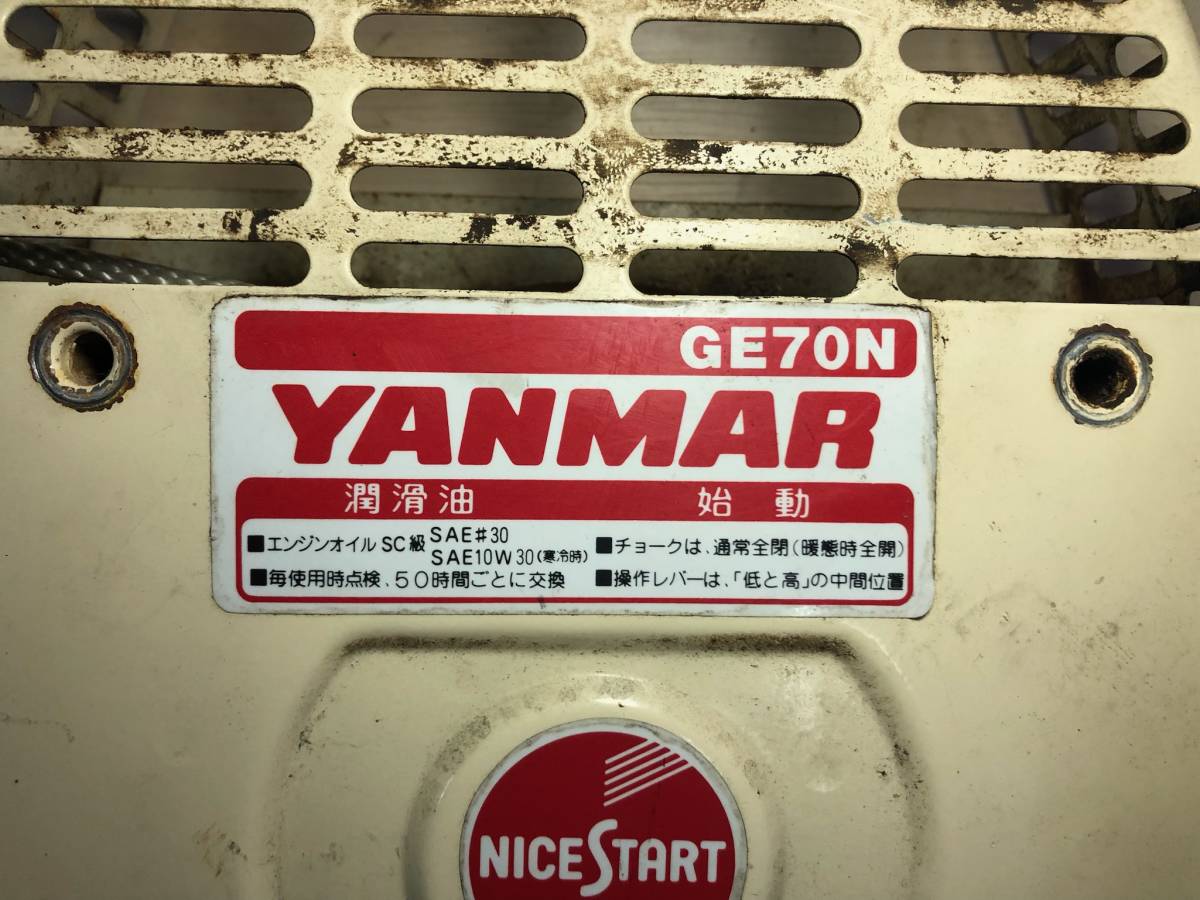 GE70N
YANMAR
潤滑油 始動
■エンジンオイル SC級 SAE#30
SAE10W30(寒冷時)
■毎使用時点検、50時間ごとに交換
■チョークは、通常全閉(暖態時全開)
■操作レバーは、「低と高」の中間位置
NICE START